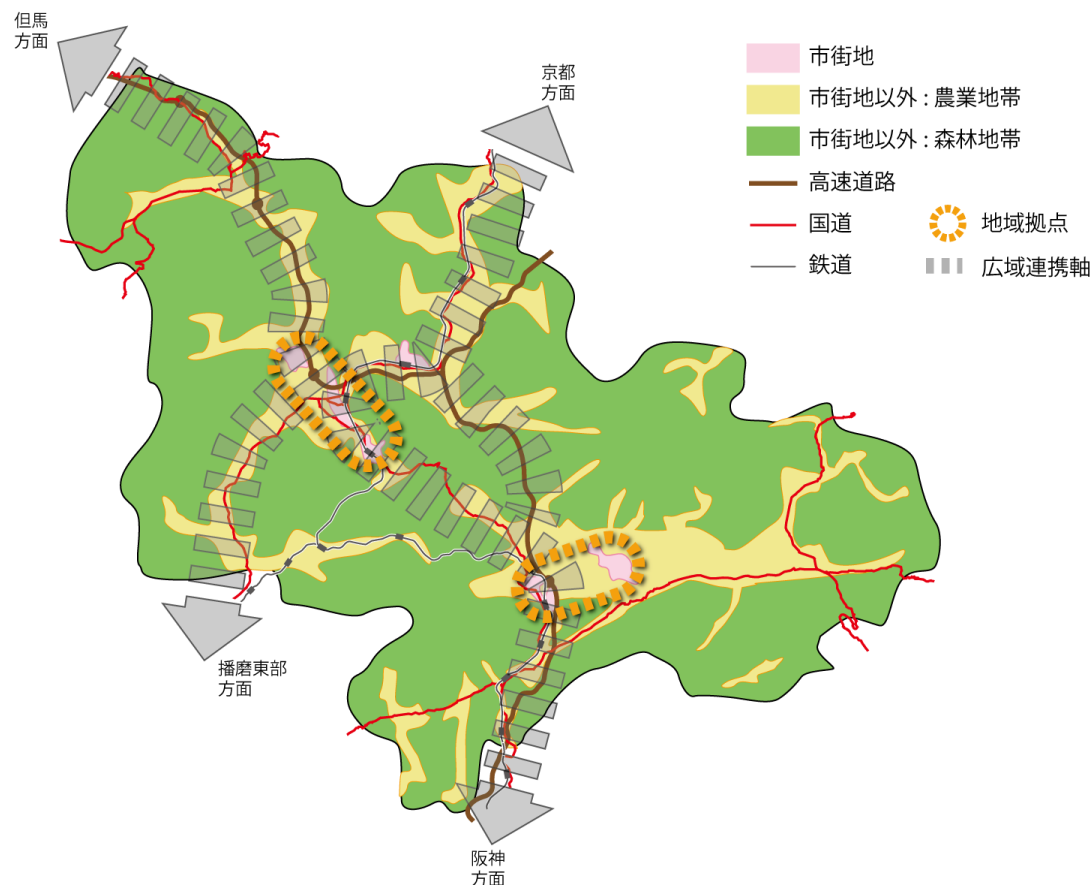 但馬
方面
京都
方面
市街地
市街地以外：農業地帯
市街地以外：森林地帯
高速道路
国道
鉄道
地域拠点
広域連携軸
播磨東部
方面
阪神
方面